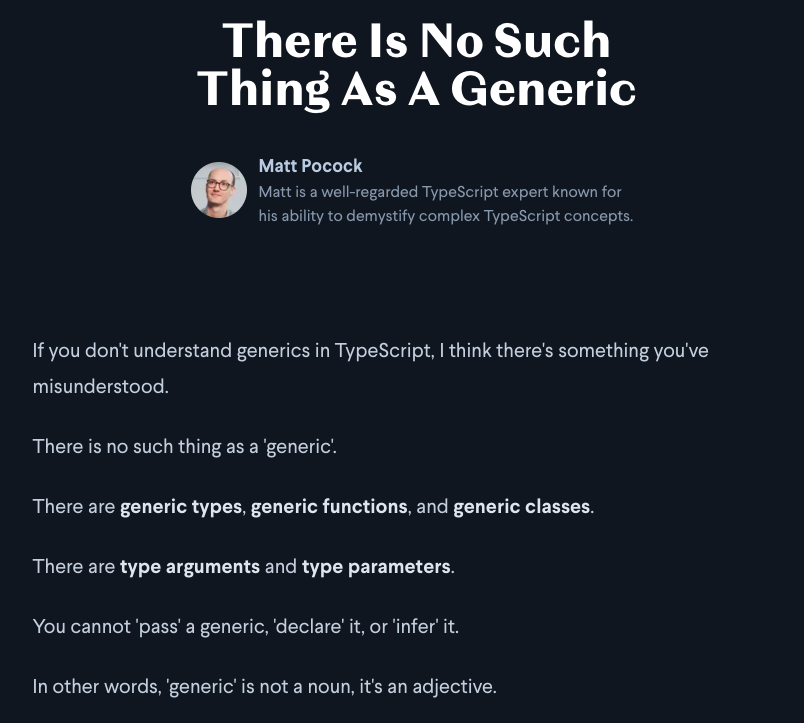 There Is No Such
Thing As A Generic
Matt Pocock
Matt is a well-regarded TypeScript expert known for
his ability to demystify complex TypeScript concepts.
If you don't understand generics in TypeScript, I think there's something you've
misunderstood.
There is no such thing as a 'generic'.
There are generic types, generic functions, and generic classes.
There are type arguments and type parameters.
You cannot 'pass' a generic, 'declare' it, or 'infer' it.
In other words, 'generic' is not a noun, it's an adjective.